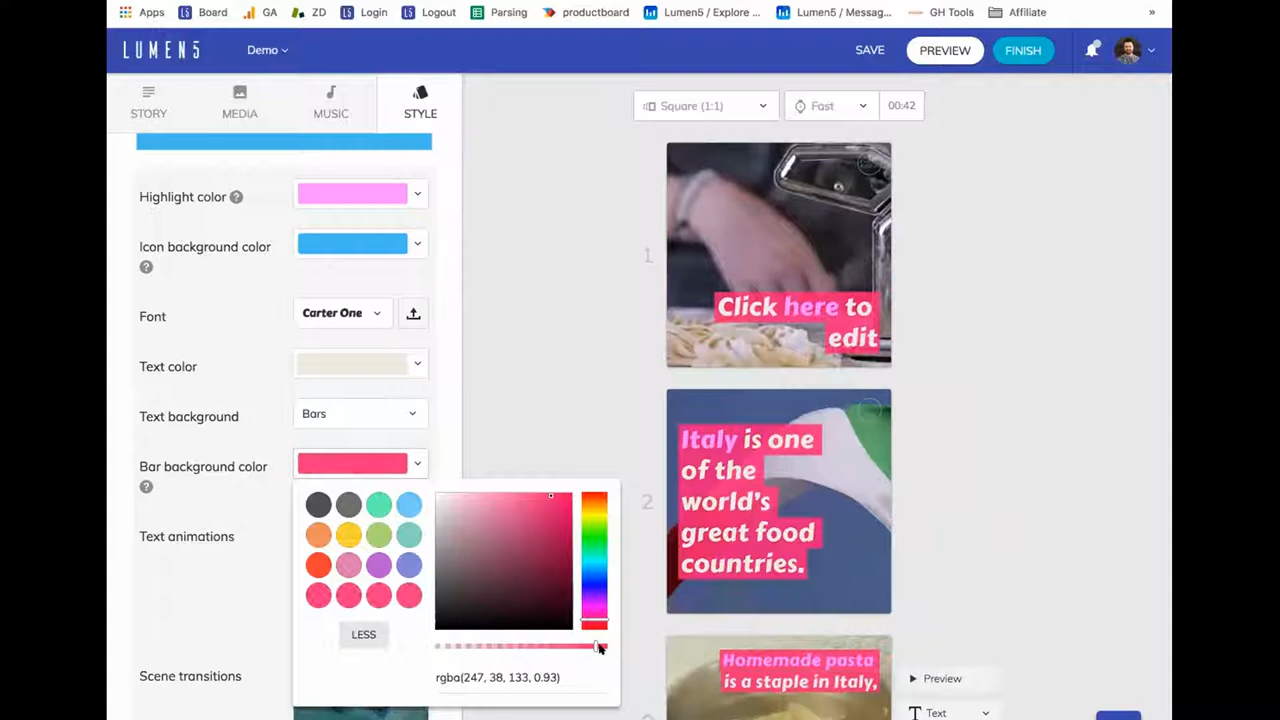 Apps Board GA ZD Login Logout Parsing productboard Lumen5 / Explore ... Lumen5 / Messag... GH Tools Affiliate »
LUMEN5 Demo SAVE PREVIEW FINISH
STORY MEDIA MUSIC STYLE
Square (1:1) Fast 00:42
Highlight color ?
Icon background color
?
Font Carter One
Text color
Text background Bars
Bar background color
?
Text animations
LESS
rgba(247, 38, 133, 0.93)
Scene transitions
1
Click here to
edit
2
Italy is one
of the
world's
great food
countries.
Homemade pasta
is a staple in Italy,
Preview
Text